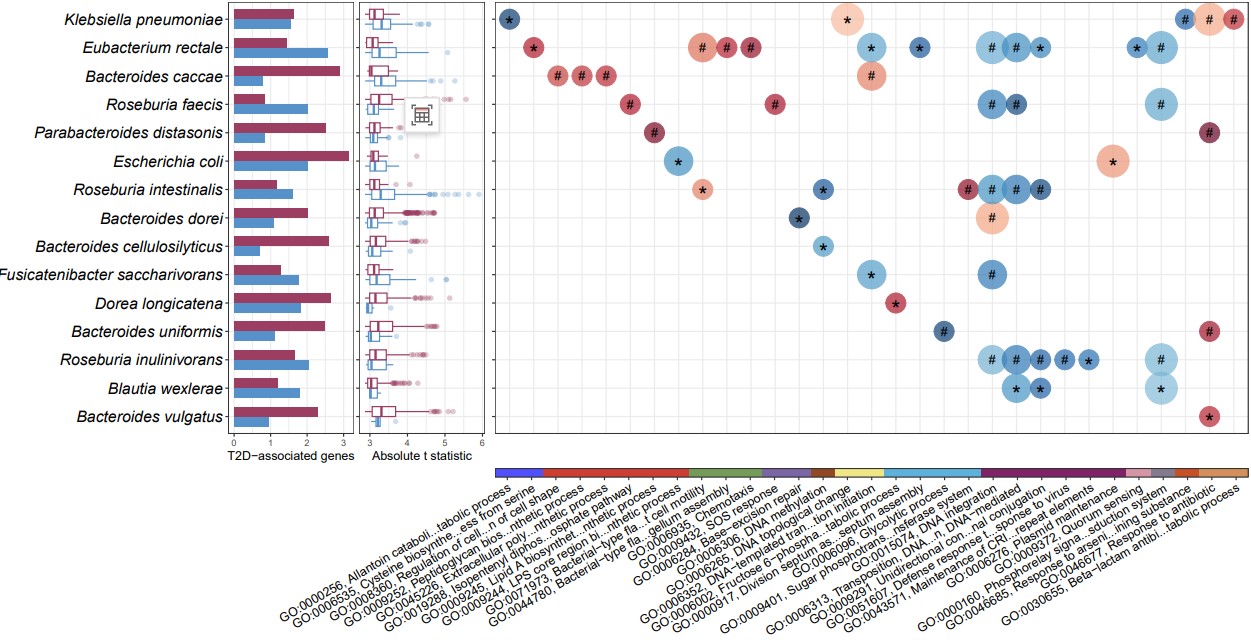 Klebsiella pneumoniae
Eubacterium rectale
Bacteroides caccae
Roseburia faecis
Parabacteroides distasonis
Escherichia coli
Roseburia intestinalis
Bacteroides dorei
Bacteroides cellulosilyticus
Fusicatenibacter saccharivorans
Dorea longicatena
Bacteroides uniformis
Roseburia inulinivorans
Blautia wexlerae
Bacteroides vulgatus
0 1 2 3
T2D−associated genes
3 4 5 6
Absolute t statistic
GO:0000256, Allantoin cataboli...tabolic process
GO:0006535, Cysteine biosynthe...ess from serine
GO:0008360, Regulation of cell...n of cell shape
GO:0009252, Peptidoglycan bios...nthetic process
GO:0045226, Extracellular poly...nthetic process
GO:0019288, Isopentenyl diphos...osphate pathway
GO:0009245, Lipid A biosynthet...nthetic process
GO:0009244, LPS core region bi...nthetic process
GO:0071973, Bacterial−type fla...t cell motility
GO:0044780, Bacterial−type fla...gellum assembly
GO:0006935, Chemotaxis
GO:0009432, SOS response
GO:0006284, Base−excision repair
GO:0006306, DNA methylation
GO:0006265, DNA topological change
GO:0006352, DNA−templated tran...tion initiation
GO:0006002, Fructose 6−phospha...tabolic process
GO:0000917, Division septum as...septum assembly
GO:0006096, Glycolytic process
GO:0009401, Sugar phosphotrans...nsferase system
GO:0015074, DNA integration
GO:0006313, Transposition, DNA...n, DNA−mediated
GO:0009291, Unidirectional con...nal conjugation
GO:0051607, Defense response t...sponse to virus
GO:0043571, Maintenance of CRI...repeat elements
GO:0006276, Plasmid maintenance
GO:0009372, Quorum sensing
GO:0000160, Phosphorelay signa...sduction system
GO:0046685, Response to arseni...ining substance
GO:0046677, Response to antibiotic
GO:0030655, Beta−lactam antibi...tabolic process